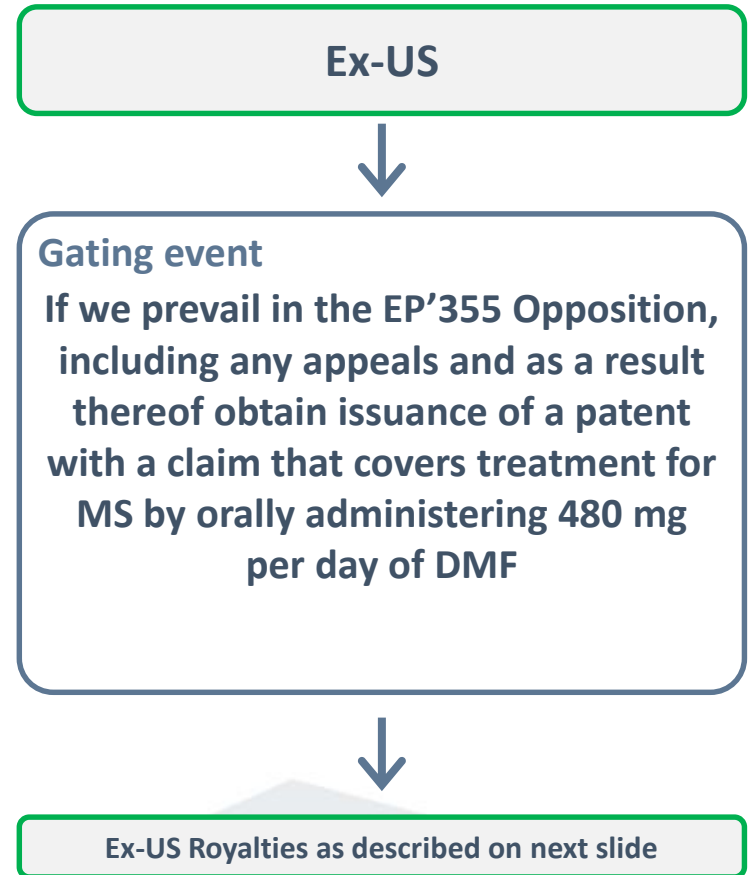 Ex-US
Gating event
If we prevail in the EP’355 Opposition,
including any appeals and as a result
thereof obtain issuance of a patent
with a claim that covers treatment for
MS by orally administering 480 mg
per day of DMF
Ex-US Royalties as described on next slide